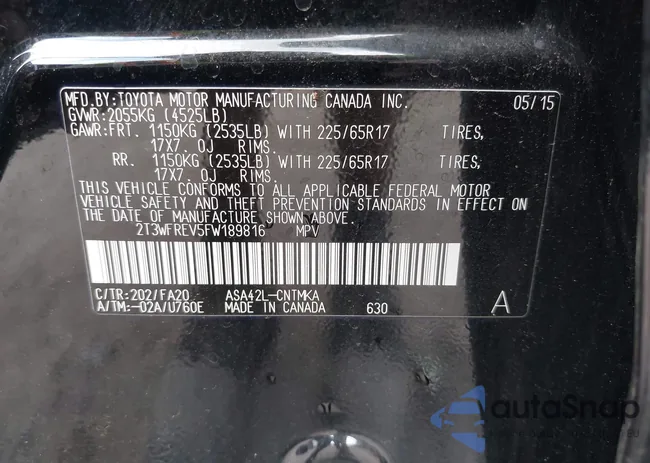 MFD.BY:TOYOTA MOTOR MANUFACTURING CANADA INC. 05/15
GVWR:2055KG (4525LB)
GAWR:FRT. 1150KG (2535LB) WITH 225/65R17 TIRES,
17X7.0J RIMS.
RR. 1150KG (2535LB) WITH 225/65R17 TIRES,
17X7.0J RIMS.
THIS VEHICLE CONFORMS TO ALL APPLICABLE FEDERAL MOTOR
VEHICLE SAFETY AND THEFT PREVENTION STANDARDS IN EFFECT ON
THE DATE OF MANUFACTURE SHOWN ABOVE.
2T3WFREV5FW189816 MPV
C/TR:202/FA20 ASA42L-CNTMKA
A/TM:-02A/U760E MADE IN CANADA 630 A
autoSnap